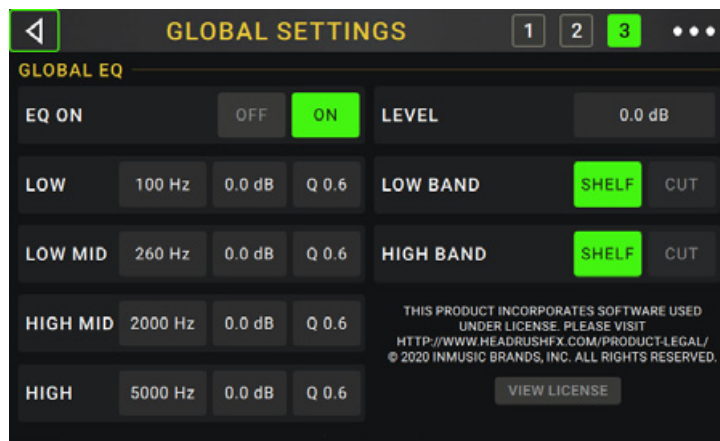 GLOBAL SETTINGS 1 2 3
GLOBAL EQ
EQ ON OFF ON LEVEL 0.0 dB
LOW 100 Hz 0.0 dB Q 0.6 LOW BAND SHELF CUT
LOW MID 260 Hz 0.0 dB Q 0.6 HIGH BAND SHELF CUT
HIGH MID 2000 Hz 0.0 dB Q 0.6
THIS PRODUCT INCORPORATES SOFTWARE USED
UNDER LICENSE. PLEASE VISIT
HTTP://WWW.HEADRUSHFX.COM/PRODUCT-LEGAL/
© 2020 INMUSIC BRANDS, INC. ALL RIGHTS RESERVED.
HIGH 5000 Hz 0.0 dB Q 0.6 VIEW LICENSE